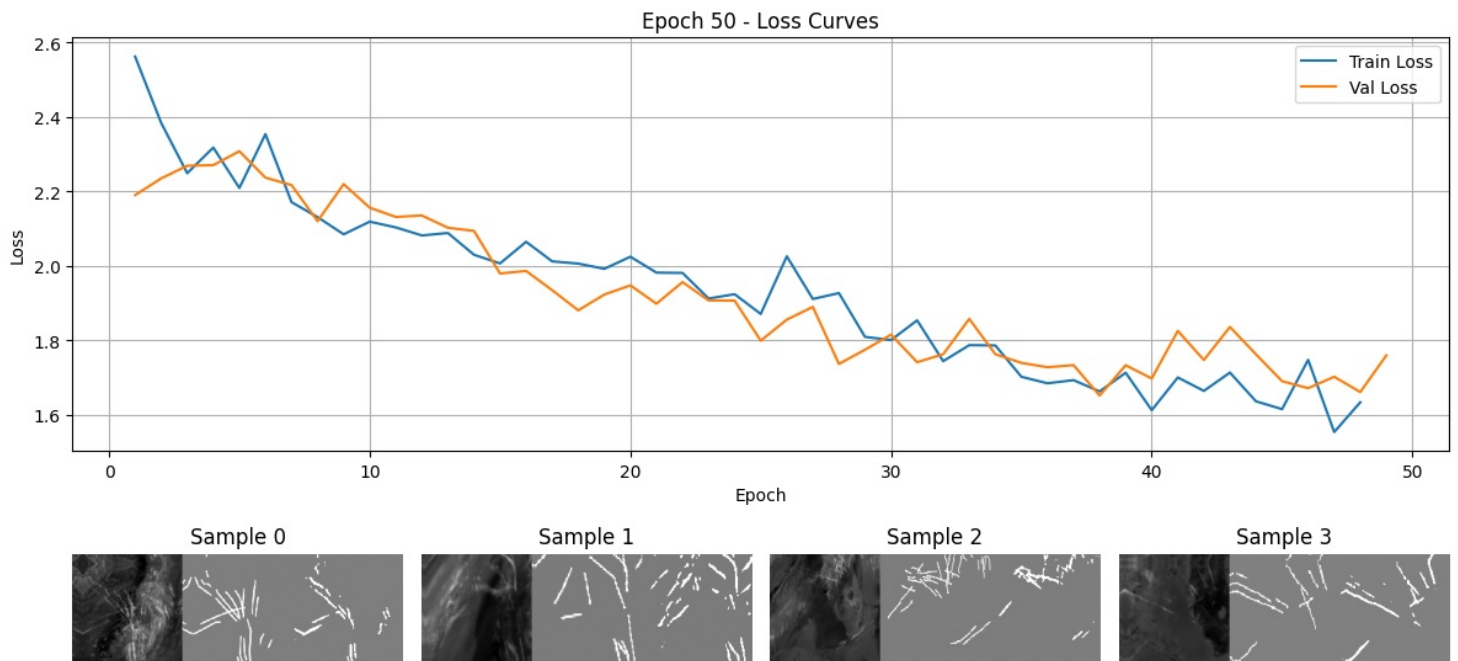 Epoch 50 - Loss Curves
2.6
2.4
2.2
2.0
1.8
1.6
Loss
Train Loss
Val Loss
0 10 20 30 40 50
Epoch
Sample 0 Sample 1 Sample 2 Sample 3